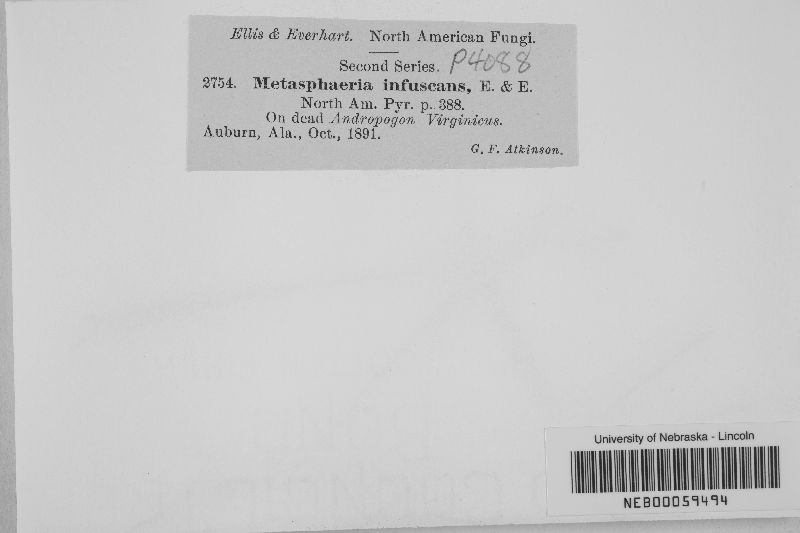 Ellis & Everhart. North American Fungi.
Second Series. P4088
2754. Metasphaeria infuscans, E. & E.
North Am. Pyr. p. 388.
On dead Andropogon Virginicus.
Auburn, Ala., Oct., 1891.
G. F. Atkinson.
University of Nebraska - Lincoln
NEB00059494